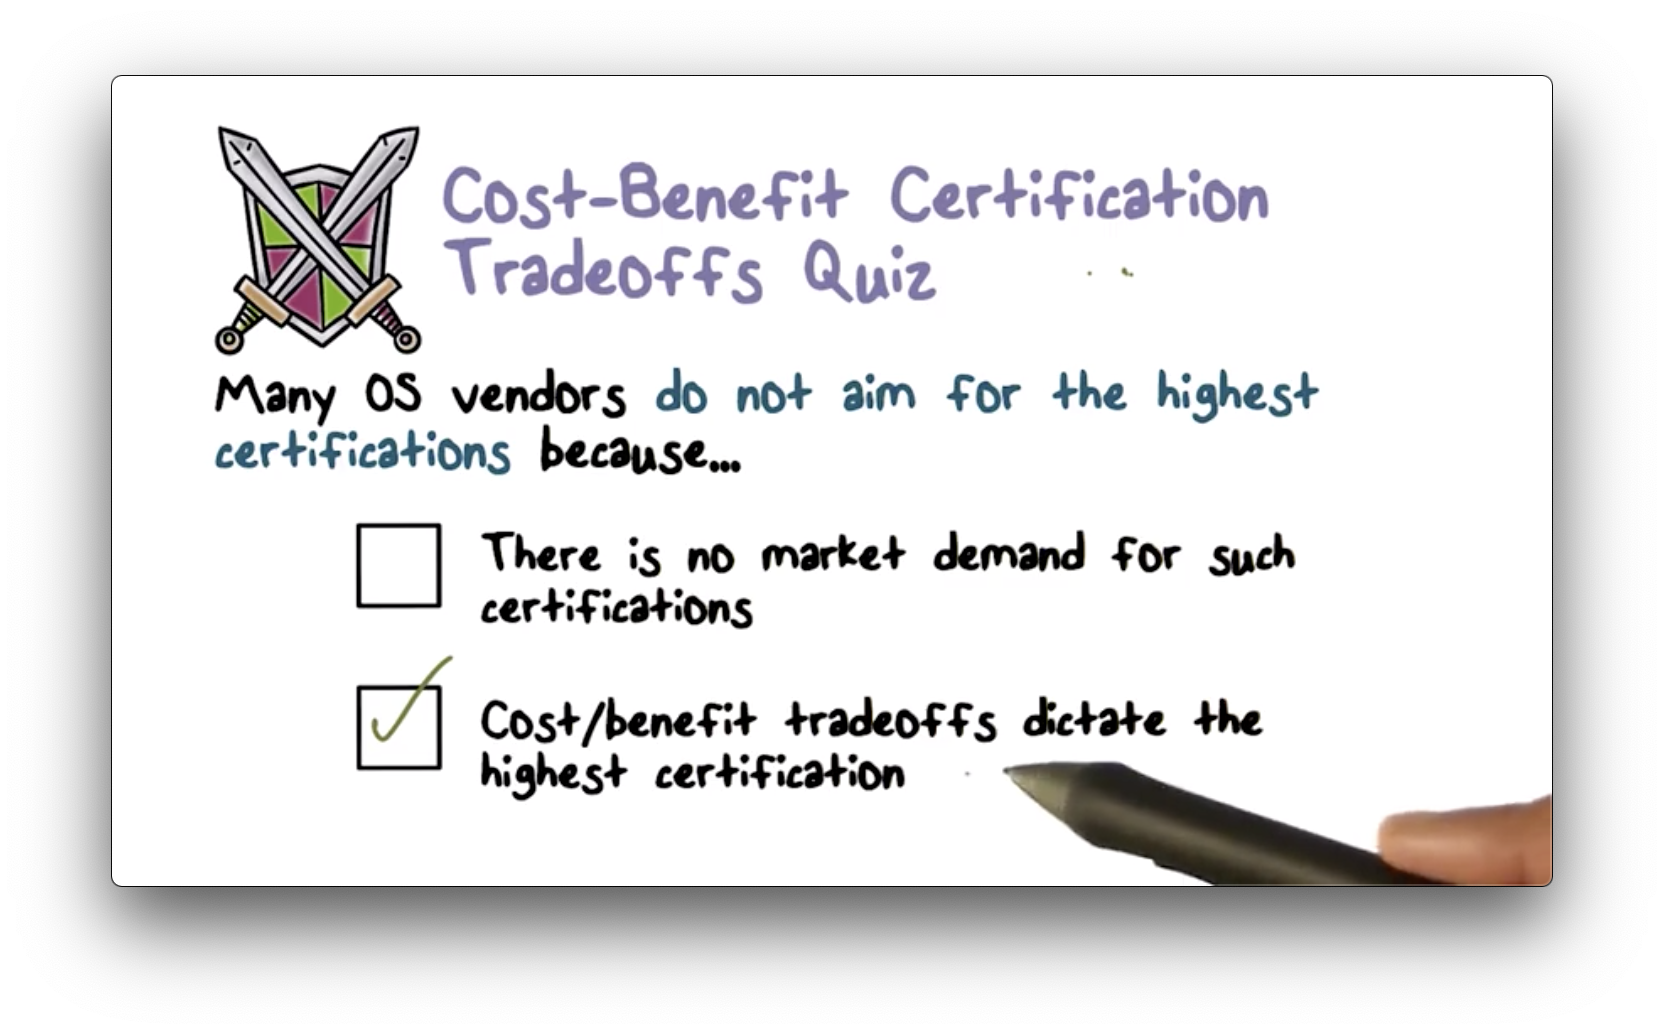 Cost-Benefit Certification
Tradeoffs Quiz
Many OS vendors do not aim for the highest
certifications because...
There is no market demand for such
certifications
Cost/benefit tradeoffs dictate the
highest certification